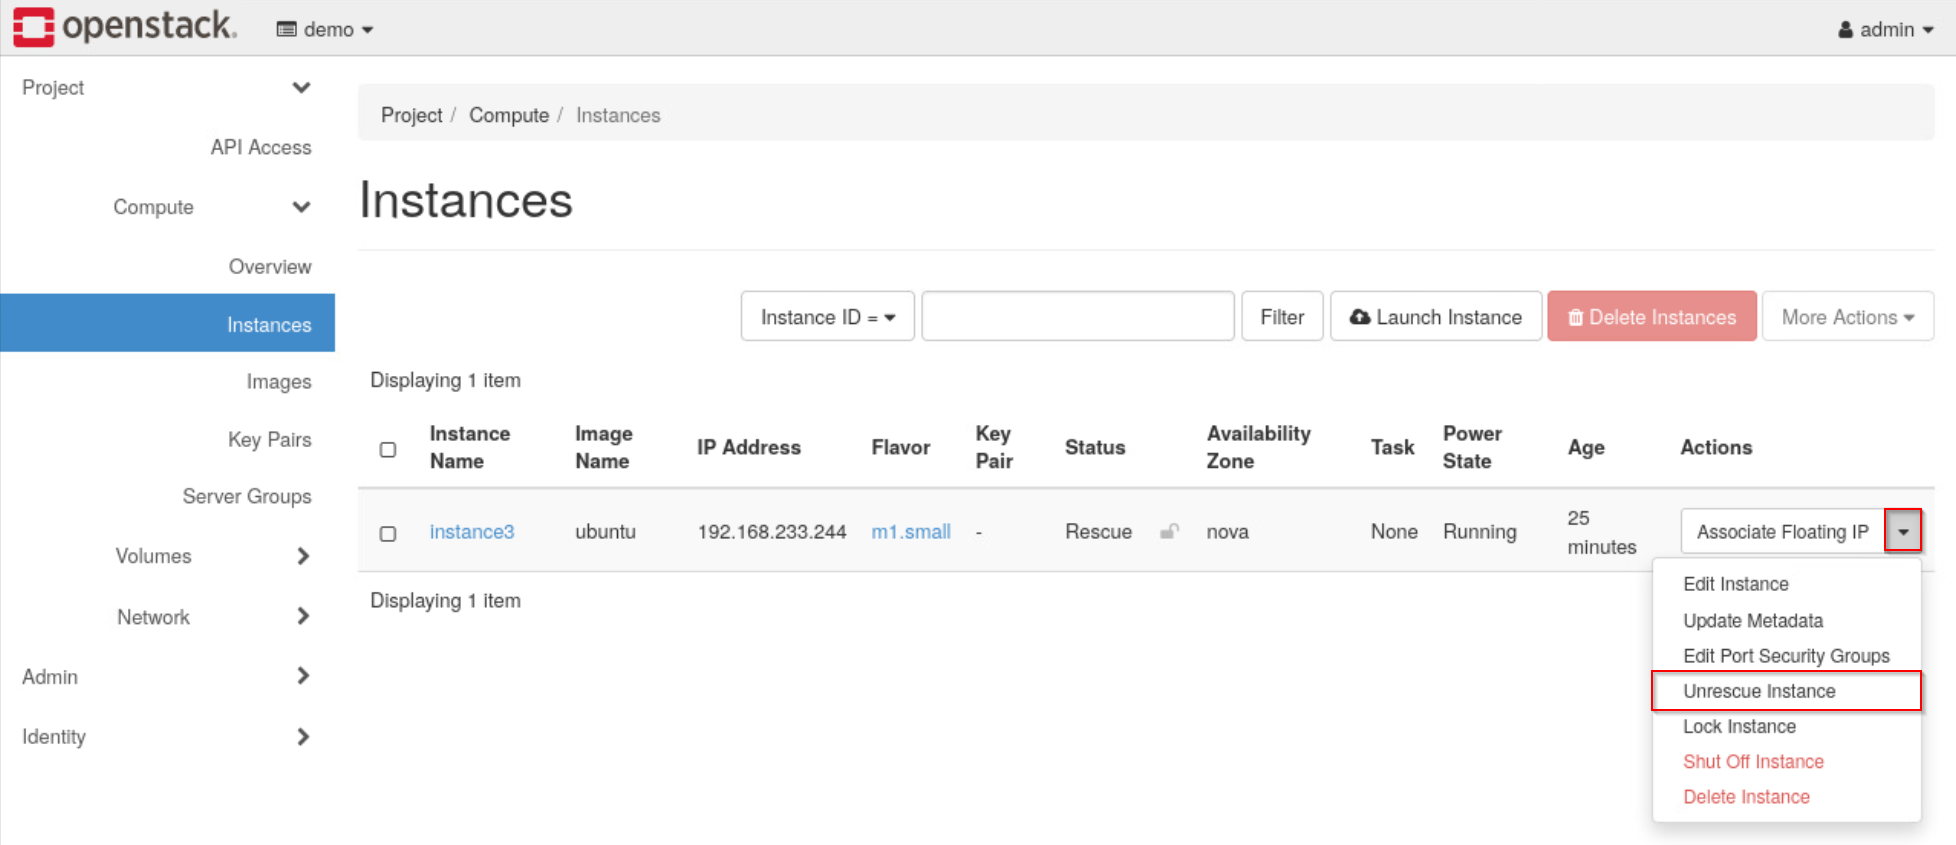 openstack. demo admin
Project
API Access
Compute
Overview
Instances
Images
Key Pairs
Server Groups
Volumes
Network
Admin
Identity
Project / Compute / Instances
Instances
Instance ID = Filter Launch Instance Delete Instances More Actions
Displaying 1 item
Instance Name Image Name IP Address Flavor Key Pair Status Availability Zone Task Power State Age Actions
instance3 ubuntu 192.168.233.244 m1.small - Rescue nova None Running 25 minutes Associate Floating IP
Displaying 1 item
Edit Instance
Update Metadata
Edit Port Security Groups
Unrescue Instance
Lock Instance
Shut Off Instance
Delete Instance